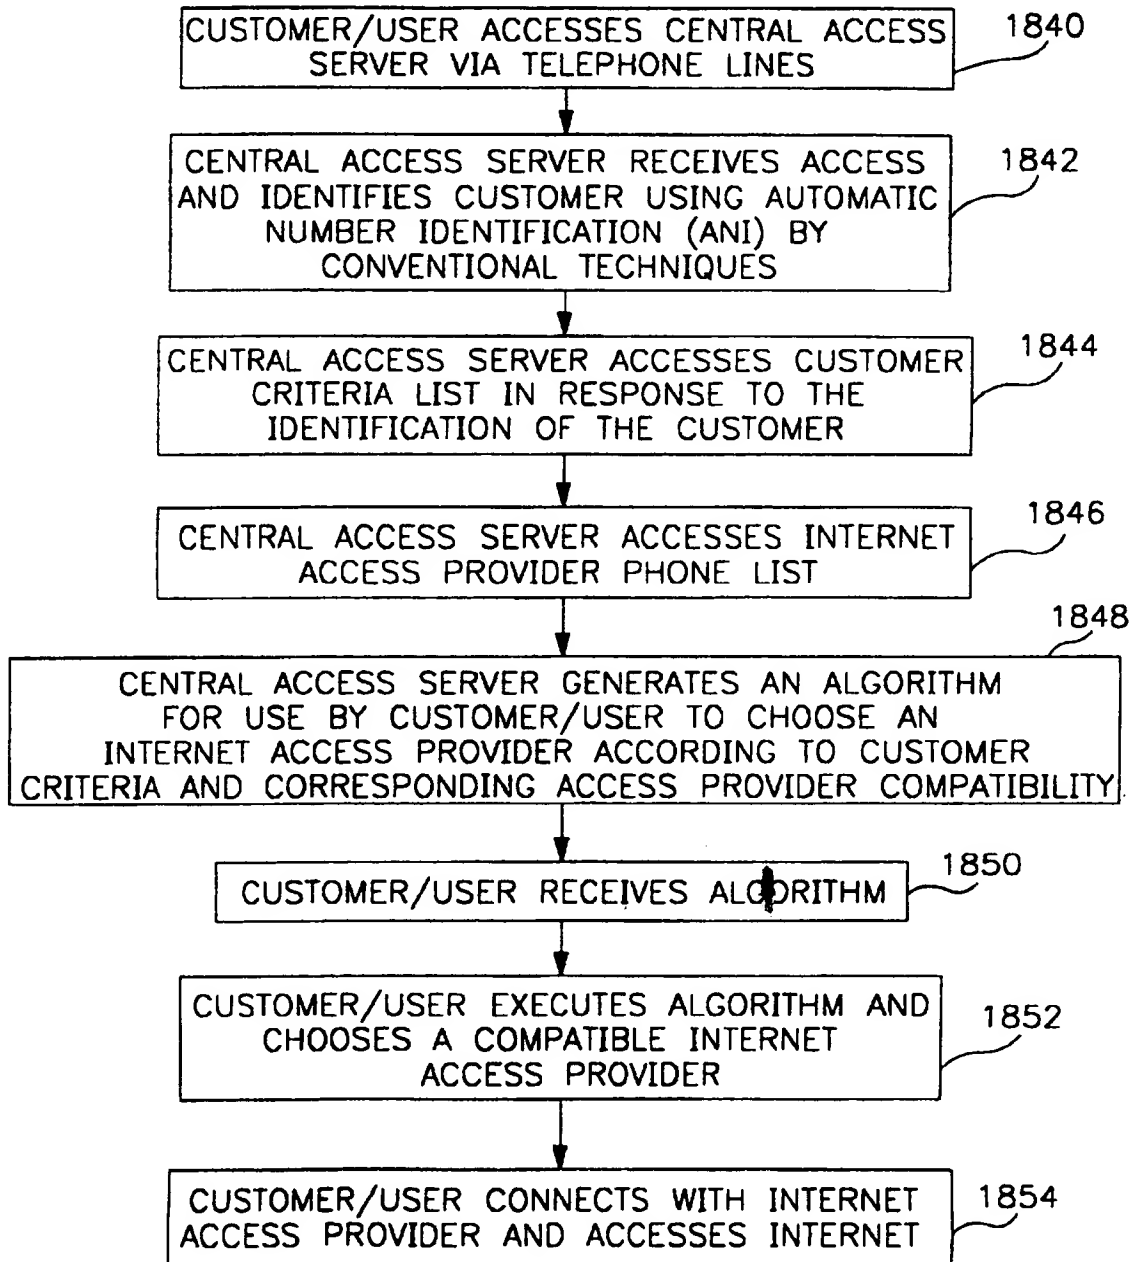 CUSTOMER/USER ACCESSES CENTRAL ACCESS
SERVER VIA TELEPHONE LINES
1840
CENTRAL ACCESS SERVER RECEIVES ACCESS
AND IDENTIFIES CUSTOMER USING AUTOMATIC
NUMBER IDENTIFICATION (ANI) BY
CONVENTIONAL TECHNIQUES
1842
CENTRAL ACCESS SERVER ACCESSES CUSTOMER
CRITERIA LIST IN RESPONSE TO THE
IDENTIFICATION OF THE CUSTOMER
1844
CENTRAL ACCESS SERVER ACCESSES INTERNET
ACCESS PROVIDER PHONE LIST
1846
1848
CENTRAL ACCESS SERVER GENERATES AN ALGORITHM
FOR USE BY CUSTOMER/USER TO CHOOSE AN
INTERNET ACCESS PROVIDER ACCORDING TO CUSTOMER
CRITERIA AND CORRESPONDING ACCESS PROVIDER COMPATIBILITY
CUSTOMER/USER RECEIVES ALGORITHM
1850
CUSTOMER/USER EXECUTES ALGORITHM AND
CHOOSES A COMPATIBLE INTERNET
ACCESS PROVIDER
1852
CUSTOMER/USER CONNECTS WITH INTERNET
ACCESS PROVIDER AND ACCESSES INTERNET
1854